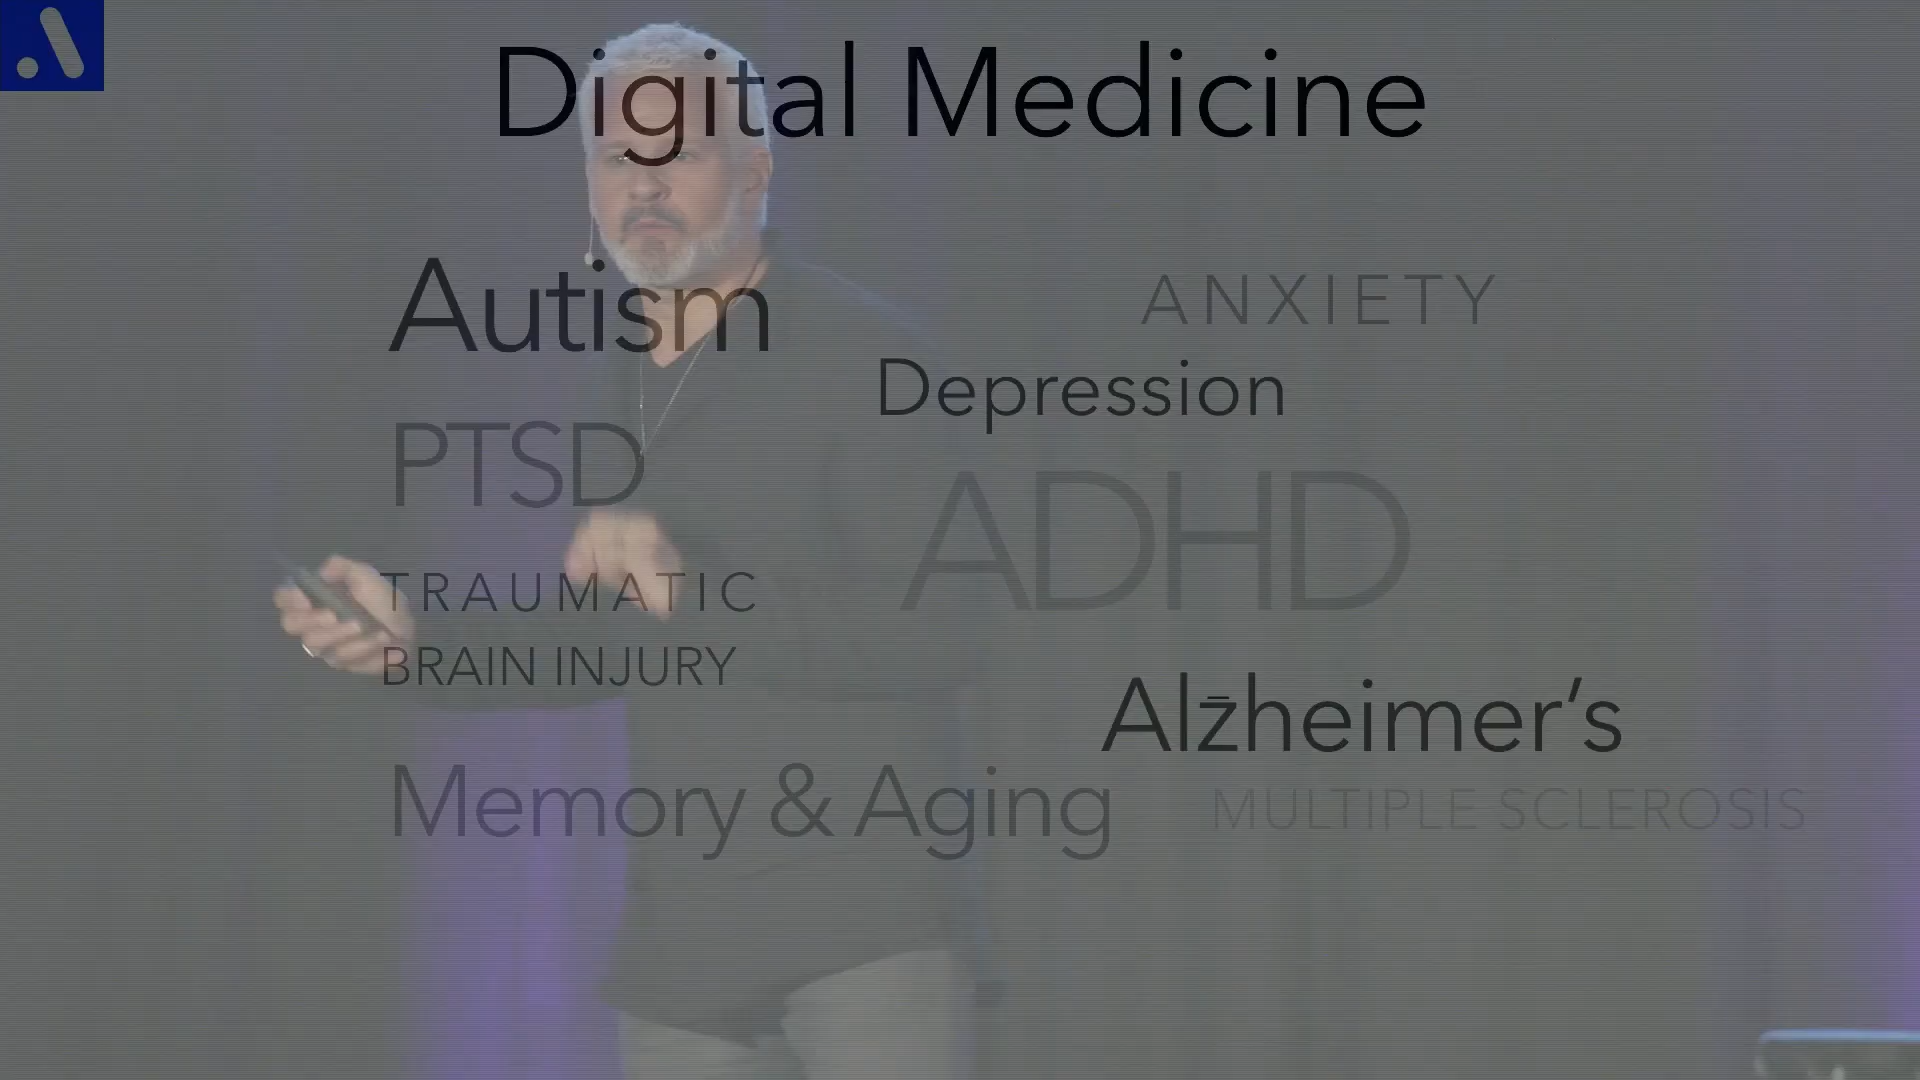 Digital Medicine
Autism
ANXIETY
Depression
PTSD
ADHD
TRAUMATIC
BRAIN INJURY
Alzheimer’s
Memory & Aging
MULTIPLE SCLEROSIS